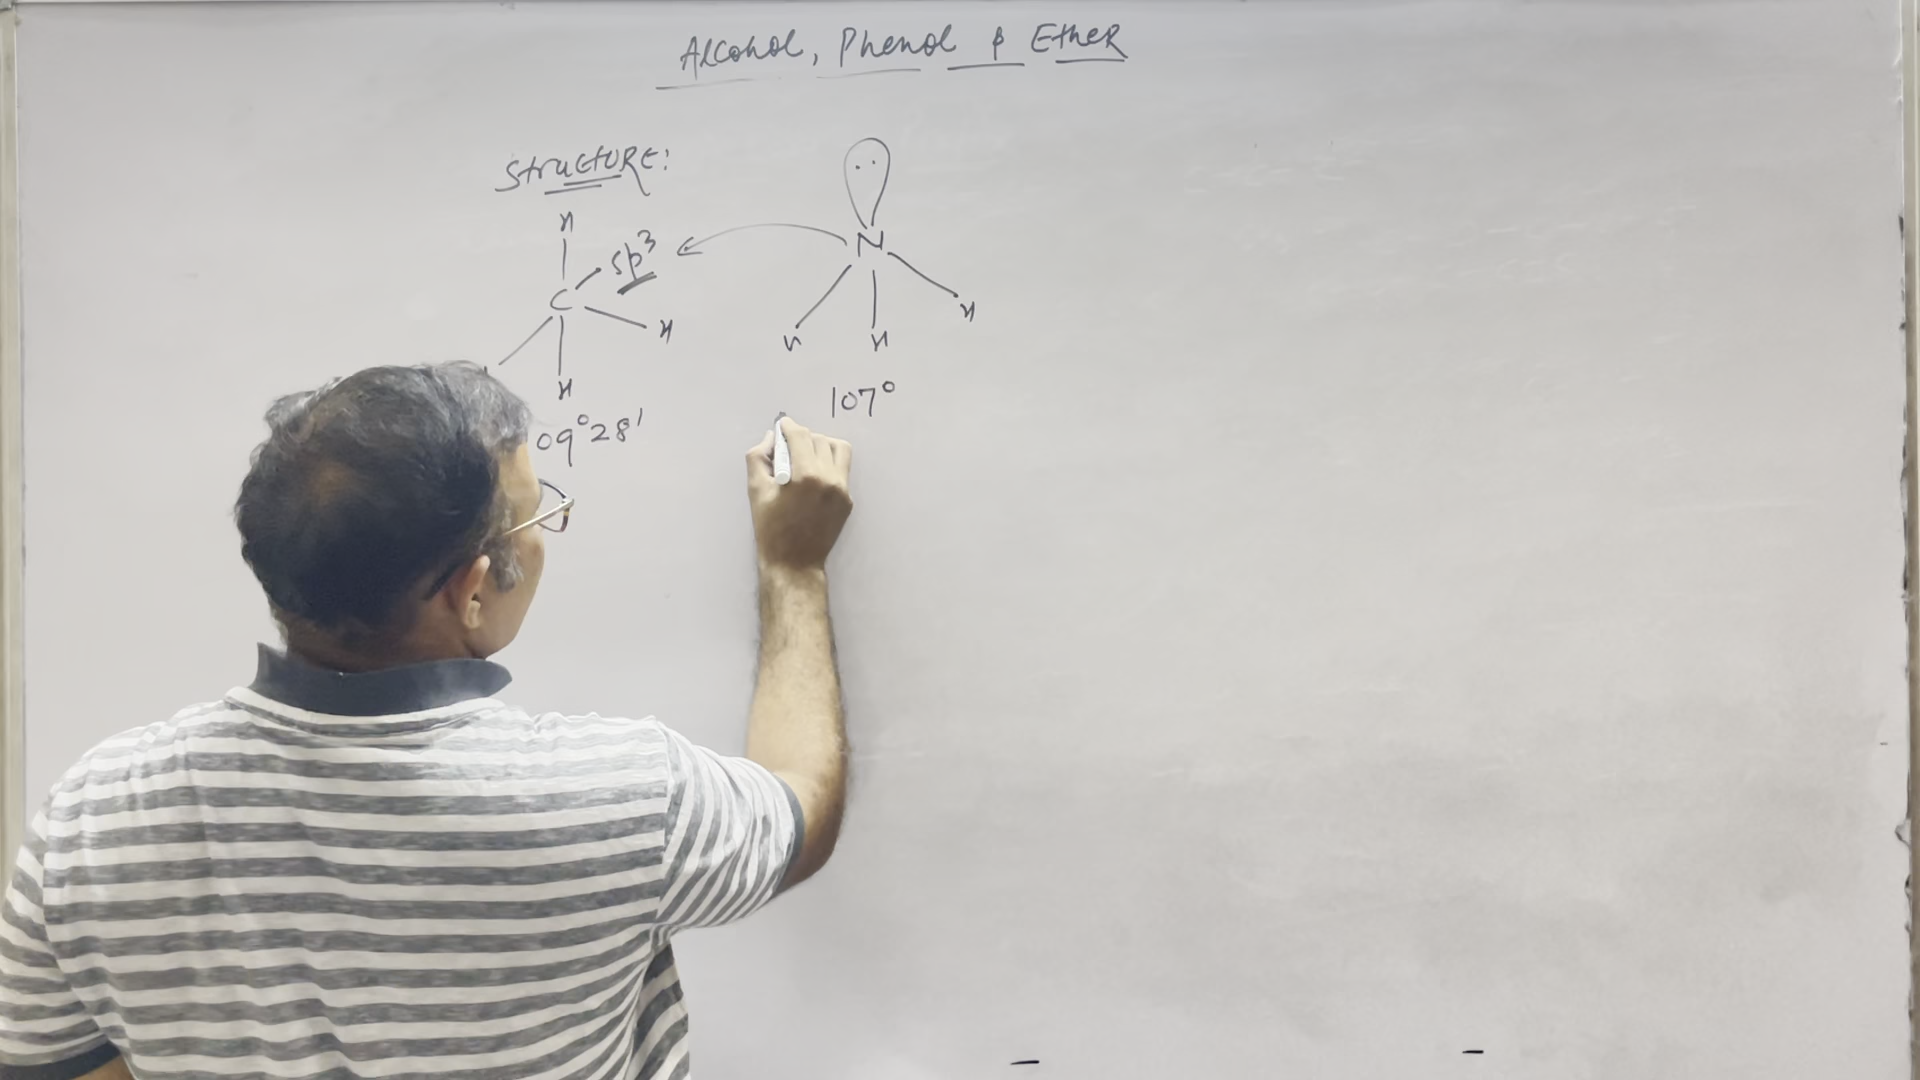 Alcohol, Phenol & Ether
Structure:
H
sp³
C
H
H
09°28'
N
H
H
H
107°